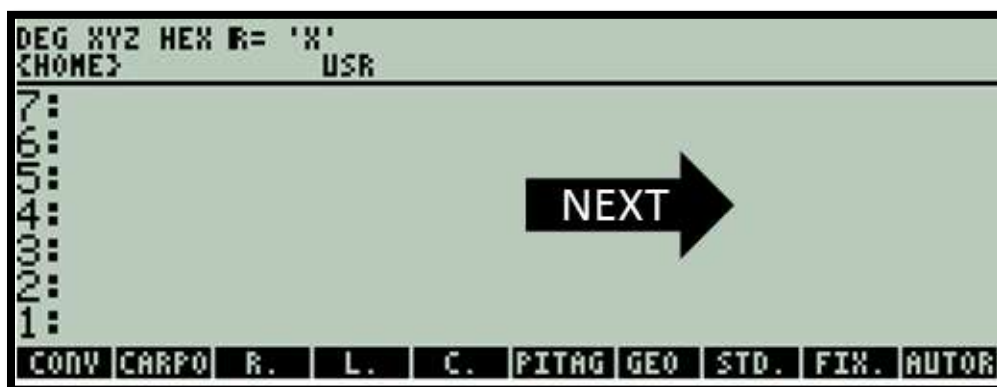 DEG XYZ HEX R= 'X'
{HOME} USR
7:
6:
5:
4:
3:
2:
1:
NEXT
CONV CARPO R. L. C. PITAG GEO STD. FIX. AUTOR